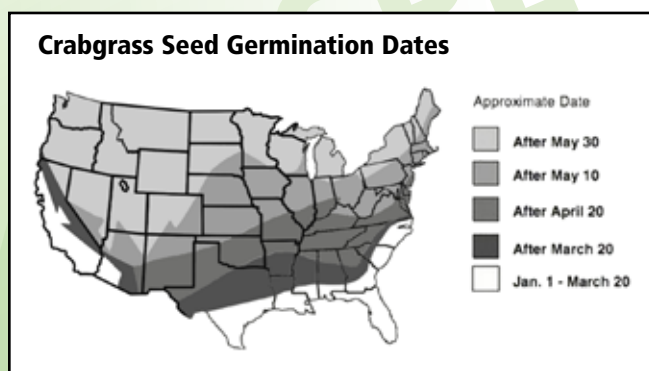 Crabgrass Seed Germination Dates
Approximate Date
After May 30
After May 10
After April 20
After March 20
Jan. 1 - March 20